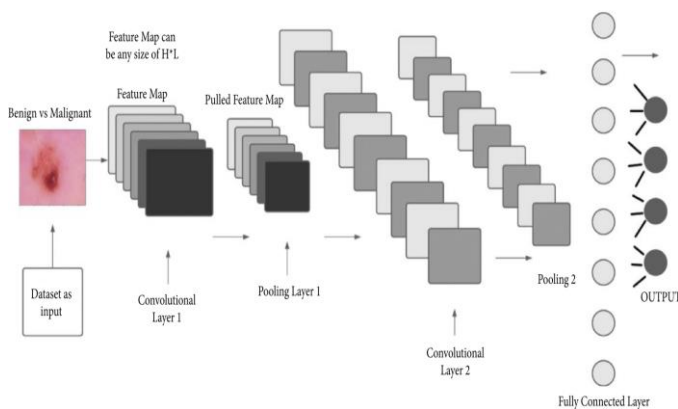 Feature Map can
be any size of H*L
Benign vs Malignant
Feature Map
Pulled Feature Map
Dataset as
input
Convolutional
Layer 1
Pooling Layer 1
Convolutional
Layer 2
Pooling 2
OUTPUT
Fully Connected Layer